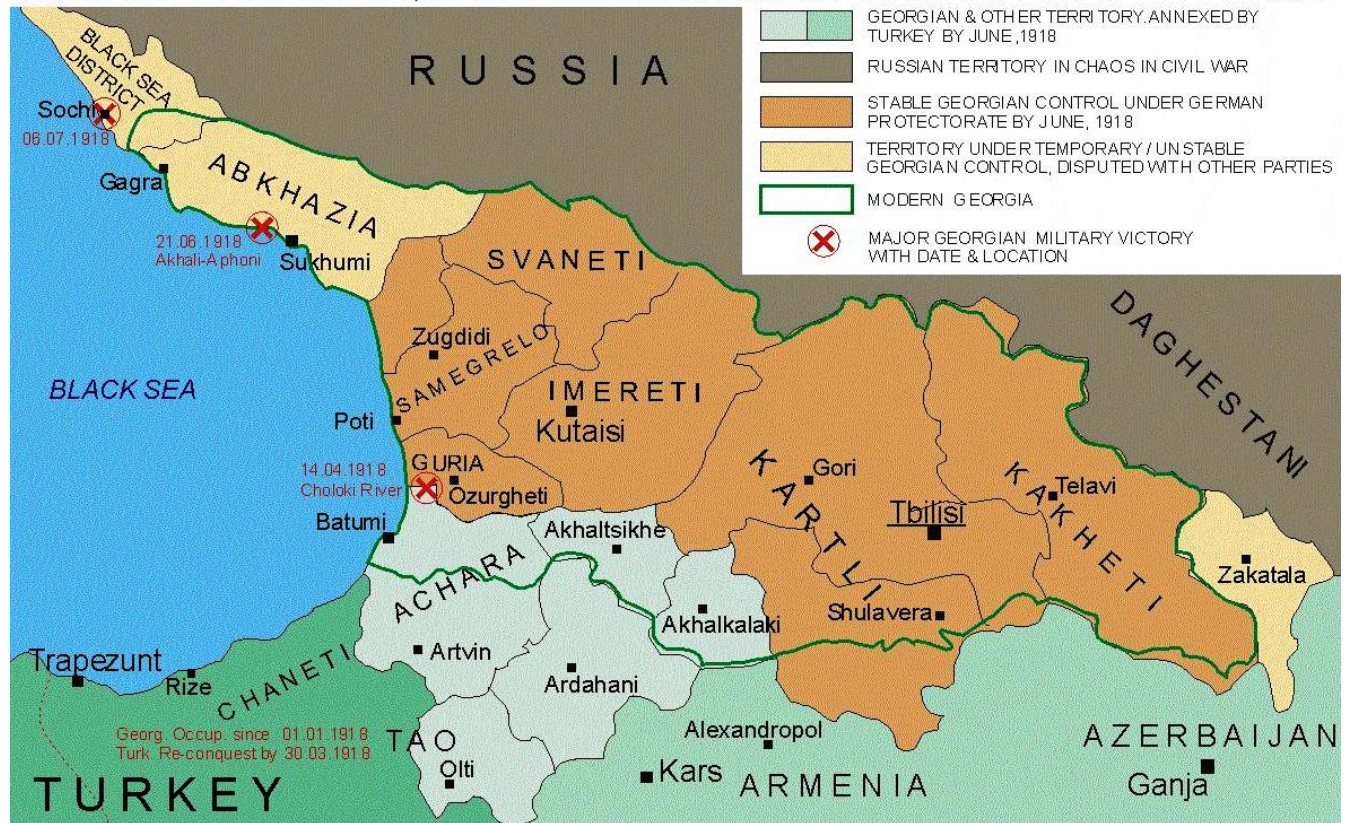 GEORGIAN & OTHER TERRITORY. ANNEXED BY
TURKEY BY JUNE ,1918
RUSSIAN TERRITORY IN CHAOS IN CIVIL WAR
STABLE GEORGIAN CONTROL UNDER GERMAN
PROTECTORATE BY JUNE, 1918
TERRITORY UNDER TEMPORARY / UNSTABLE
GEORGIAN CONTROL, DISPUTED WITH OTHER PARTIES
MODERN GEORGIA
MAJOR GEORGIAN MILITARY VICTORY
WITH DATE & LOCATION
RUSSIA
BLACK SEA
DISTRICT
Sochi
06.07.1918
Gagra
ABKHAZIA
21.06.1918
Akhali-Aphoni
Sukhumi
SVANETI
DAGHESTANI
Zugdidi
SAMEGRELO
BLACK SEA
IMERETI
Kutaisi
Poti
14.04.1918
Choloki River
GURIA
Ozurgheti
Gori
KARTLI
Tbilisi
Telavi
KAKHETI
Batumi
Akhaltsikhe
Zakatala
ACHARA
Akhalkalaki
Shulavera
Trapezunt
Rize
CHANETI
Artvin
Ardahani
Georg. Occup. since 01.01.1918
Turk. Re-conquest by 30.03.1918
TAO
Olti
Alexandropol
Kars
ARMENIA
AZERBAIJAN
Ganja
TURKEY